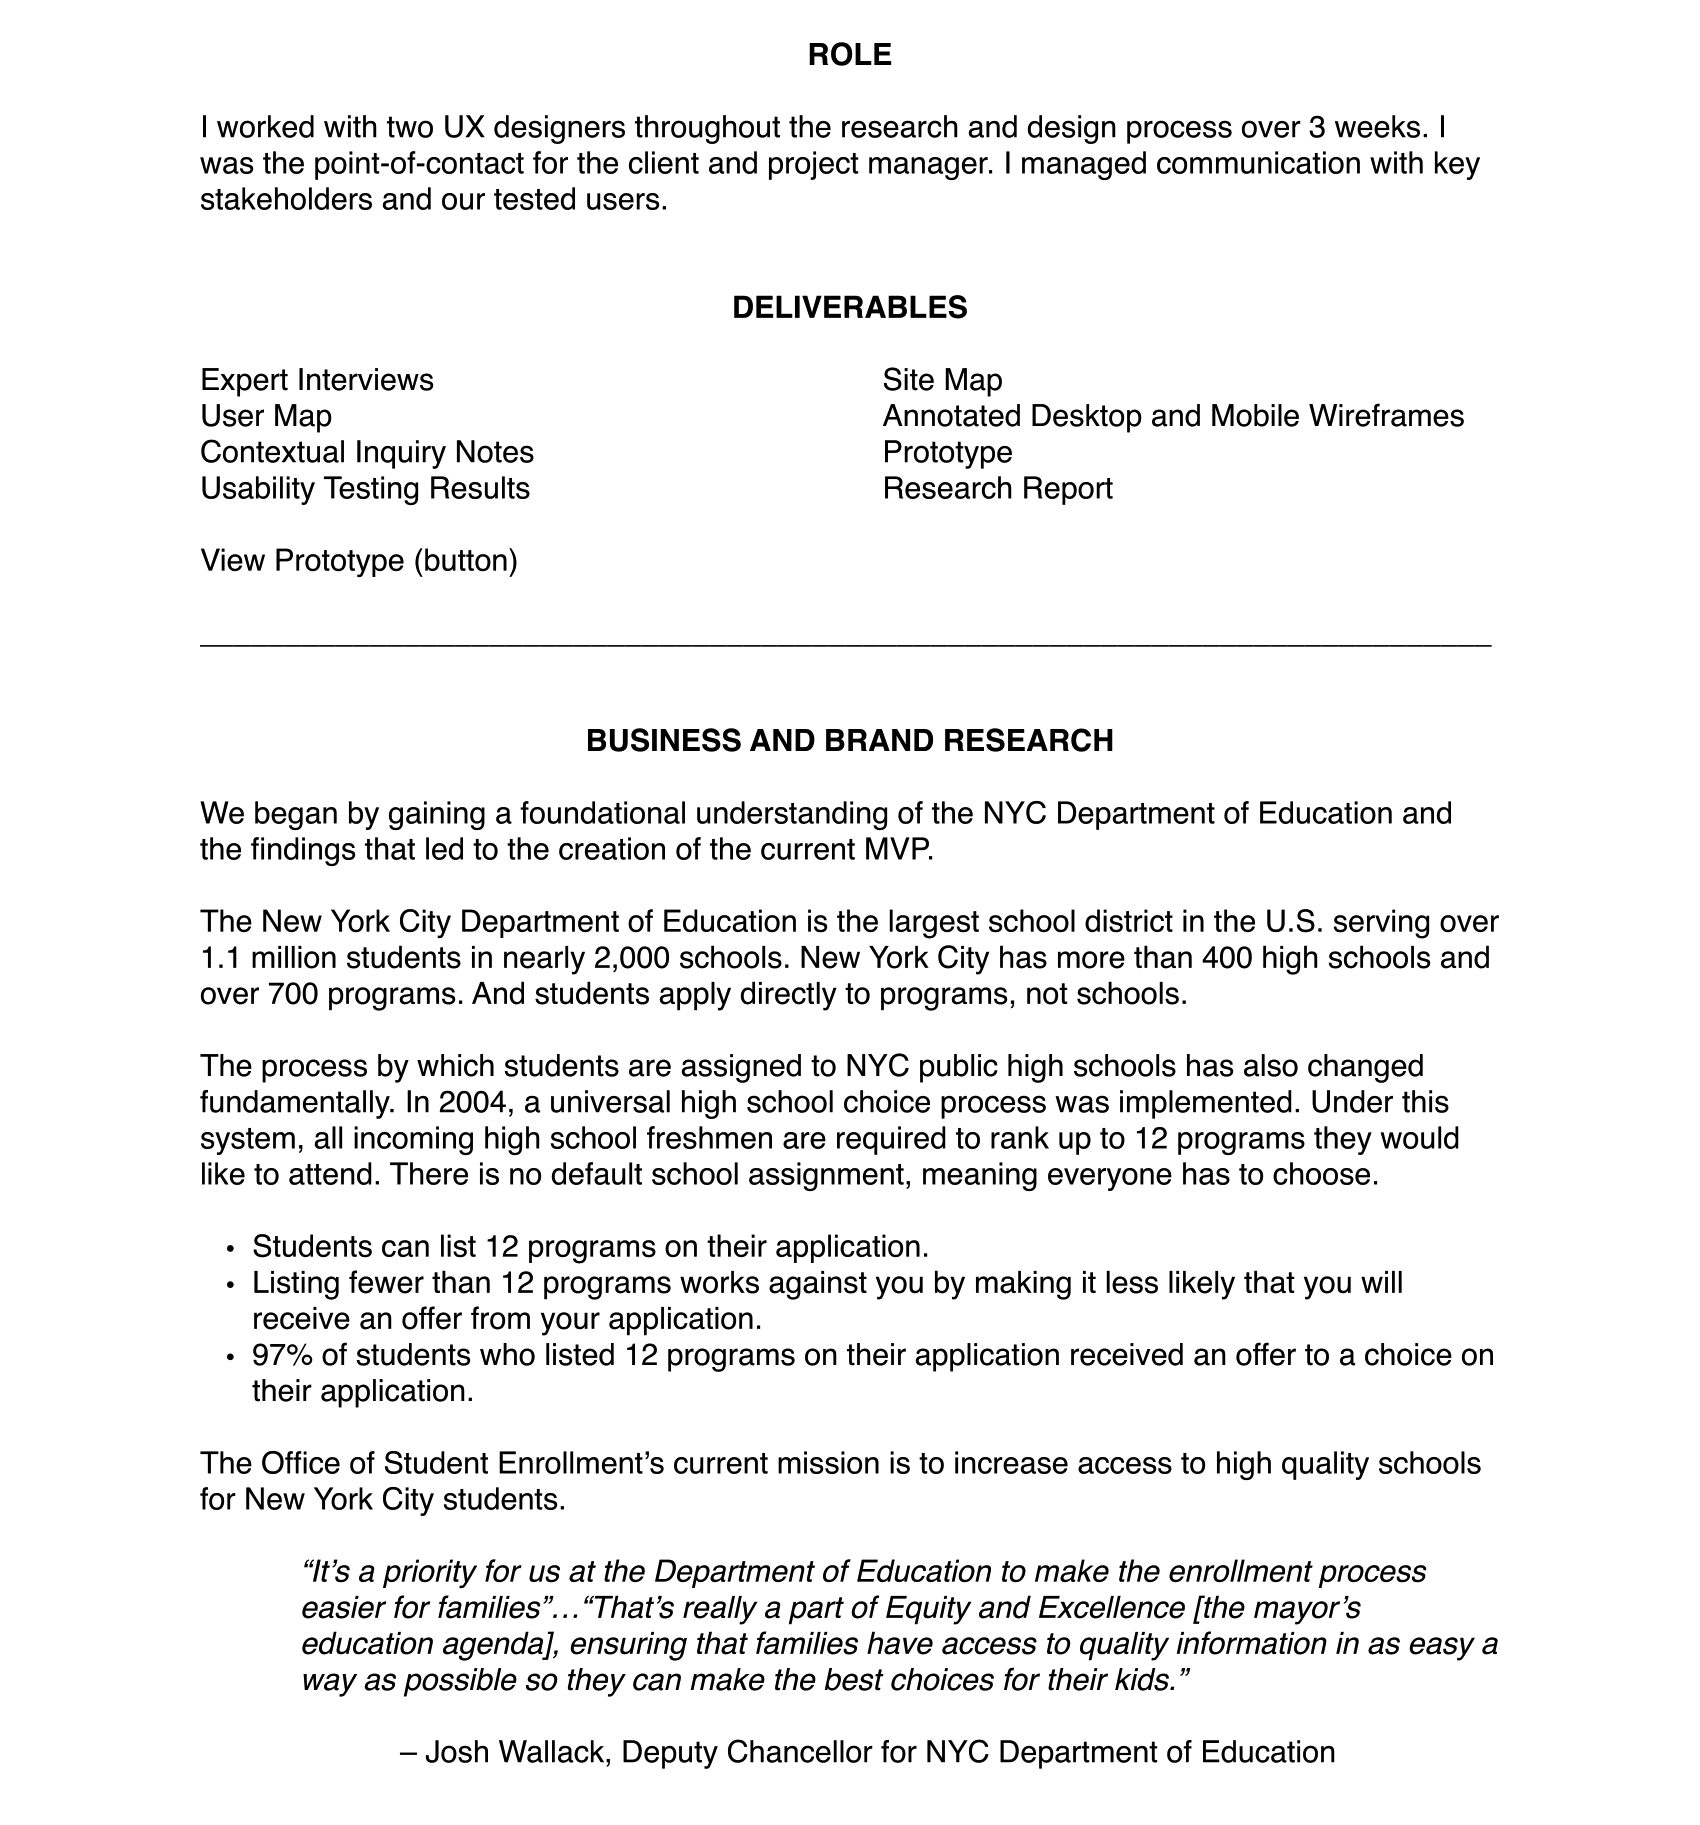 ROLE
I worked with two UX designers throughout the research and design process over 3 weeks. I
was the point-of-contact for the client and project manager. I managed communication with key
stakeholders and our tested users.
DELIVERABLES
Expert Interviews
User Map
Contextual Inquiry Notes
Usability Testing Results
Site Map
Annotated Desktop and Mobile Wireframes
Prototype
Research Report
View Prototype (button)
BUSINESS AND BRAND RESEARCH
We began by gaining a foundational understanding of the NYC Department of Education and
the findings that led to the creation of the current MVP.
The New York City Department of Education is the largest school district in the U.S. serving over
1.1 million students in nearly 2,000 schools. New York City has more than 400 high schools and
over 700 programs. And students apply directly to programs, not schools.
The process by which students are assigned to NYC public high schools has also changed
fundamentally. In 2004, a universal high school choice process was implemented. Under this
system, all incoming high school freshmen are required to rank up to 12 programs they would
like to attend. There is no default school assignment, meaning everyone has to choose.
• Students can list 12 programs on their application.
• Listing fewer than 12 programs works against you by making it less likely that you will
receive an offer from your application.
• 97% of students who listed 12 programs on their application received an offer to a choice on
their application.
The Office of Student Enrollment’s current mission is to increase access to high quality schools
for New York City students.
“It’s a priority for us at the Department of Education to make the enrollment process
easier for families”…“That’s really a part of Equity and Excellence [the mayor’s
education agenda], ensuring that families have access to quality information in as easy a
way as possible so they can make the best choices for their kids.”
– Josh Wallack, Deputy Chancellor for NYC Department of Education